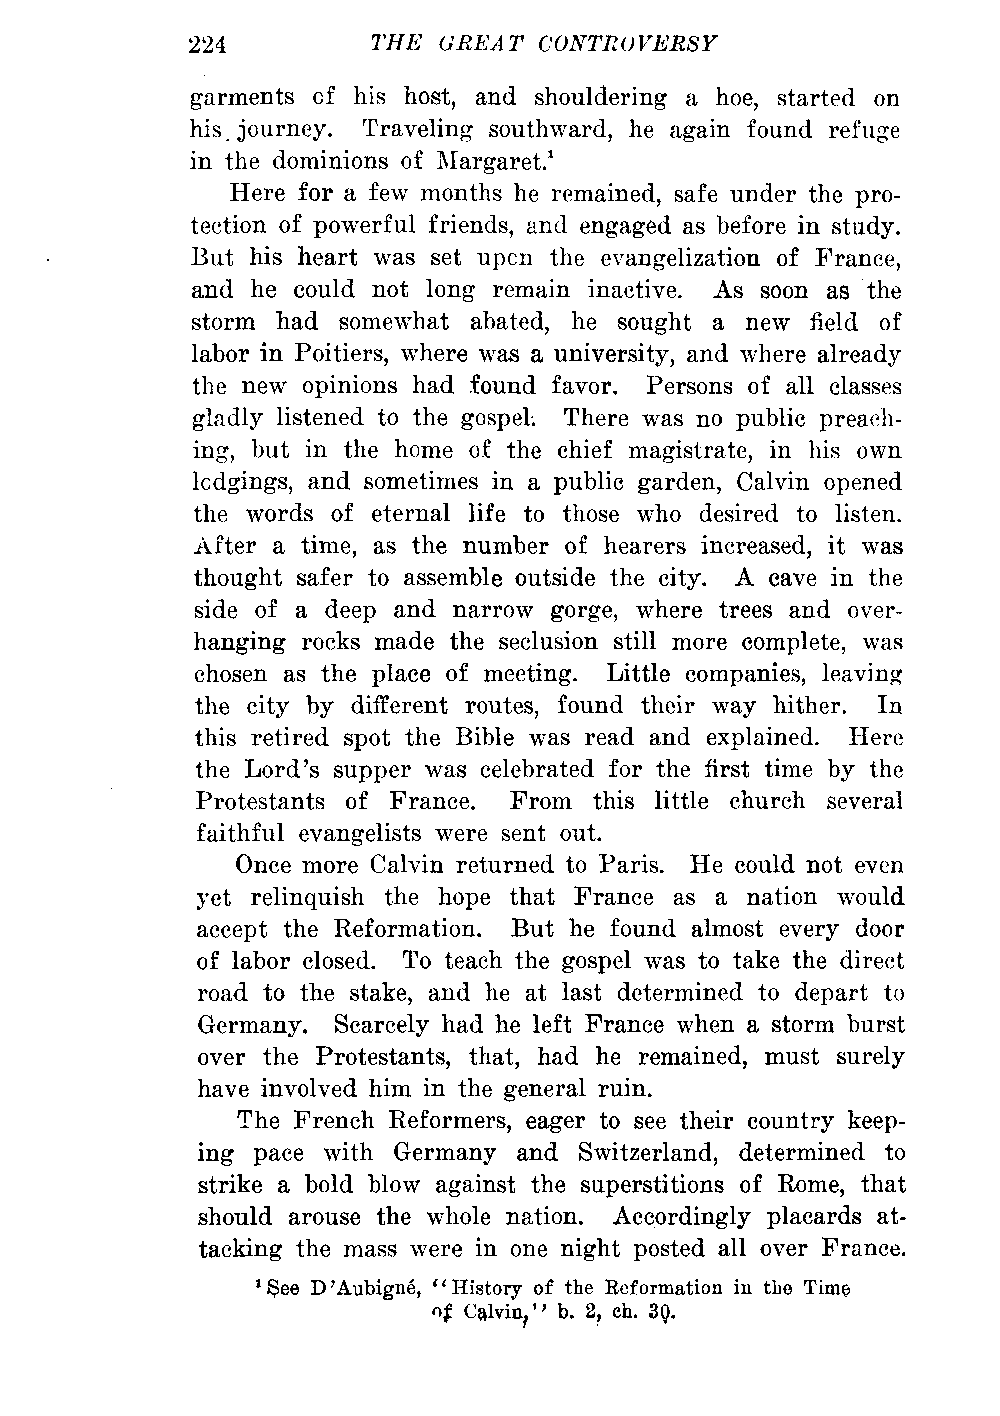 224 THE GREAT CONTROVERSY
garments of his host, and shouldering a hoe, started on
his journey. Traveling southward, he again found refuge
in the dominions of Margaret.¹
Here for a few months he remained, safe under the pro-
tection of powerful friends, and engaged as before in study.
But his heart was set upon the evangelization of France,
and he could not long remain inactive. As soon as the
storm had somewhat abated, he sought a new field of
labor in Poitiers, where was a university, and where already
the new opinions had found favor. Persons of all classes
gladly listened to the gospel. There was no public preach-
ing, but in the home of the chief magistrate, in his own
lodgings, and sometimes in a public garden, Calvin opened
the words of eternal life to those who desired to listen.
After a time, as the number of hearers increased, it was
thought safer to assemble outside the city. A cave in the
side of a deep and narrow gorge, where trees and over-
hanging rocks made the seclusion still more complete, was
chosen as the place of meeting. Little companies, leaving
the city by different routes, found their way hither. In
this retired spot the Bible was read and explained. Here
the Lord's supper was celebrated for the first time by the
Protestants of France. From this little church several
faithful evangelists were sent out.
Once more Calvin returned to Paris. He could not even
yet relinquish the hope that France as a nation would
accept the Reformation. But he found almost every door
of labor closed. To teach the gospel was to take the direct
road to the stake, and he at last determined to depart to
Germany. Scarcely had he left France when a storm burst
over the Protestants, that, had he remained, must surely
have involved him in the general ruin.
The French Reformers, eager to see their country keep-
ing pace with Germany and Switzerland, determined to
strike a bold blow against the superstitions of Rome, that
should arouse the whole nation. Accordingly placards at-
tacking the mass were in one night posted all over France.
¹ See D'Aubigné, "History of the Reformation in the Time
of Calvin," b. 2, ch. 30.